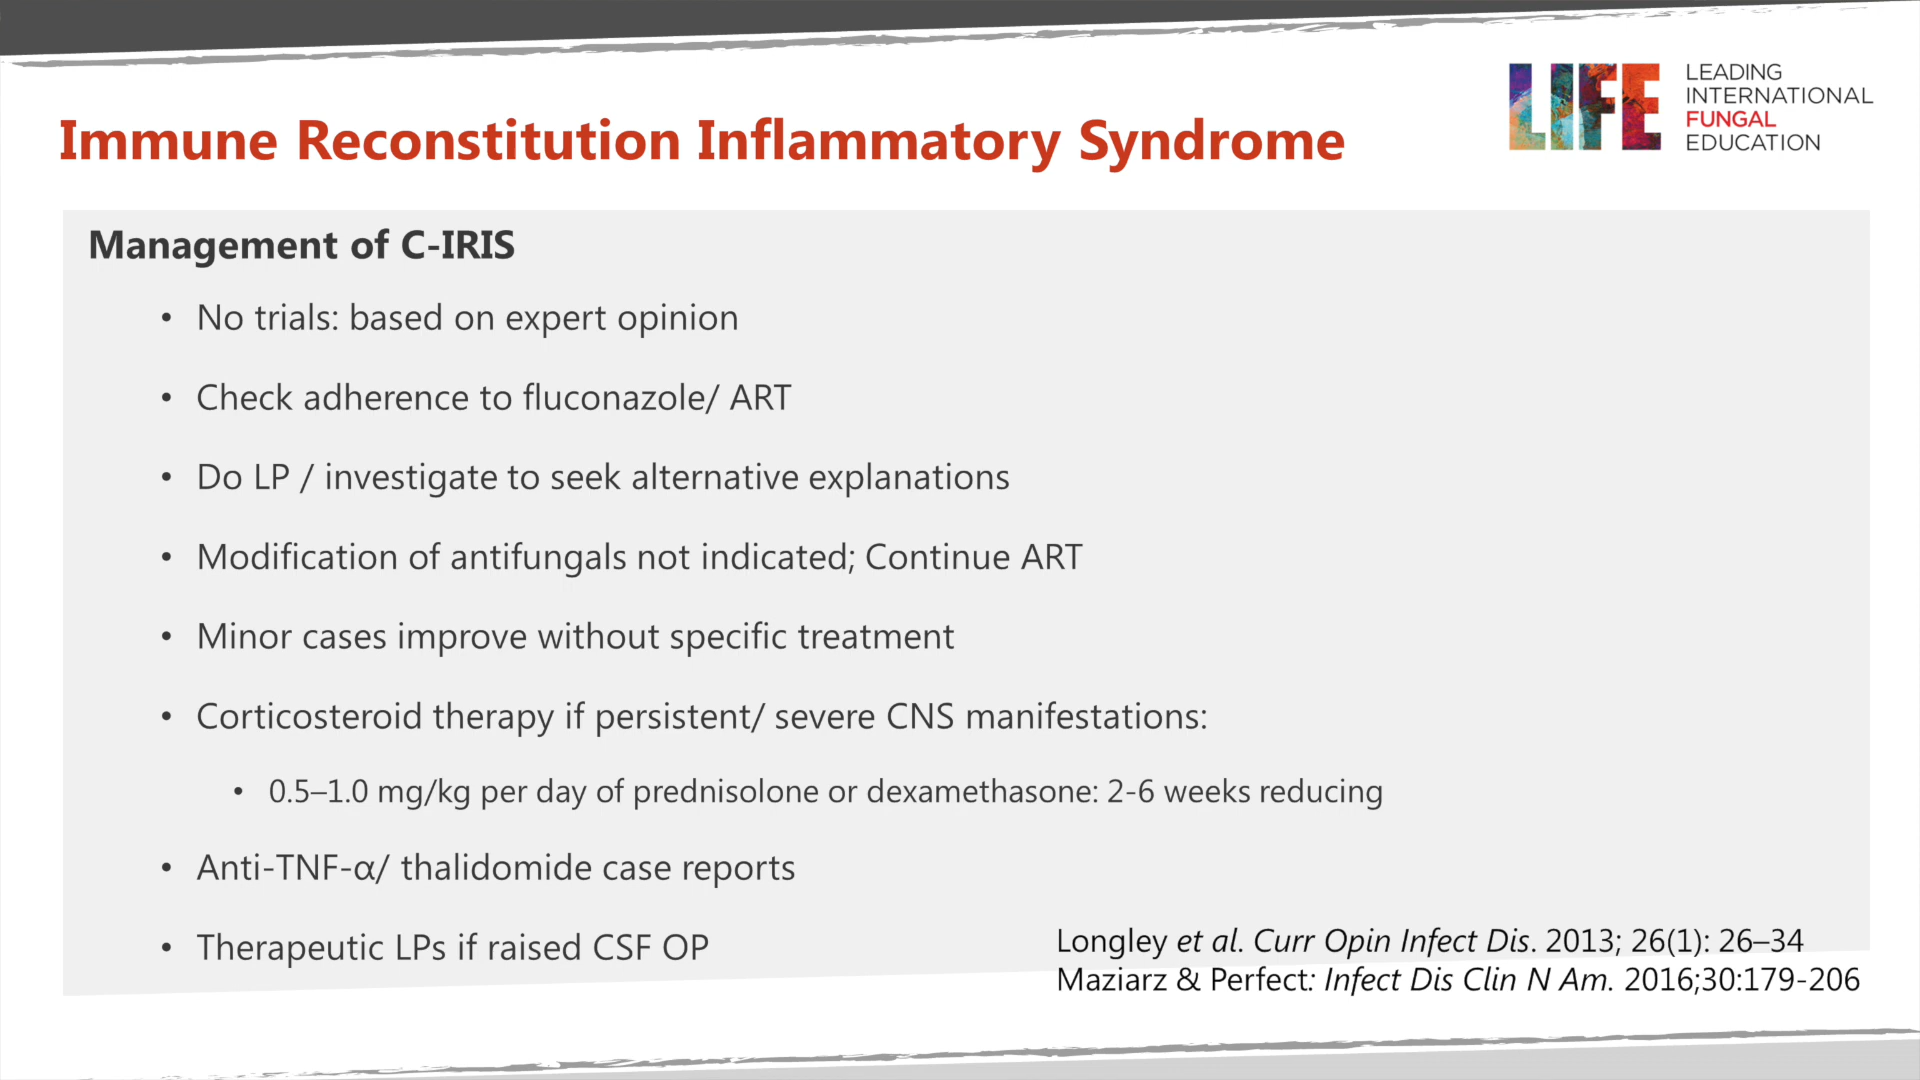 LIFE
LEADING
INTERNATIONAL
FUNGAL
EDUCATION
Immune Reconstitution Inflammatory Syndrome
Management of C-IRIS
• No trials: based on expert opinion
• Check adherence to fluconazole/ ART
• Do LP / investigate to seek alternative explanations
• Modification of antifungals not indicated; Continue ART
• Minor cases improve without specific treatment
• Corticosteroid therapy if persistent/ severe CNS manifestations:
• 0.5–1.0 mg/kg per day of prednisolone or dexamethasone: 2-6 weeks reducing
• Anti-TNF-α/ thalidomide case reports
• Therapeutic LPs if raised CSF OP
Longley et al. Curr Opin Infect Dis. 2013; 26(1): 26–34
Maziarz & Perfect: Infect Dis Clin N Am. 2016;30:179-206